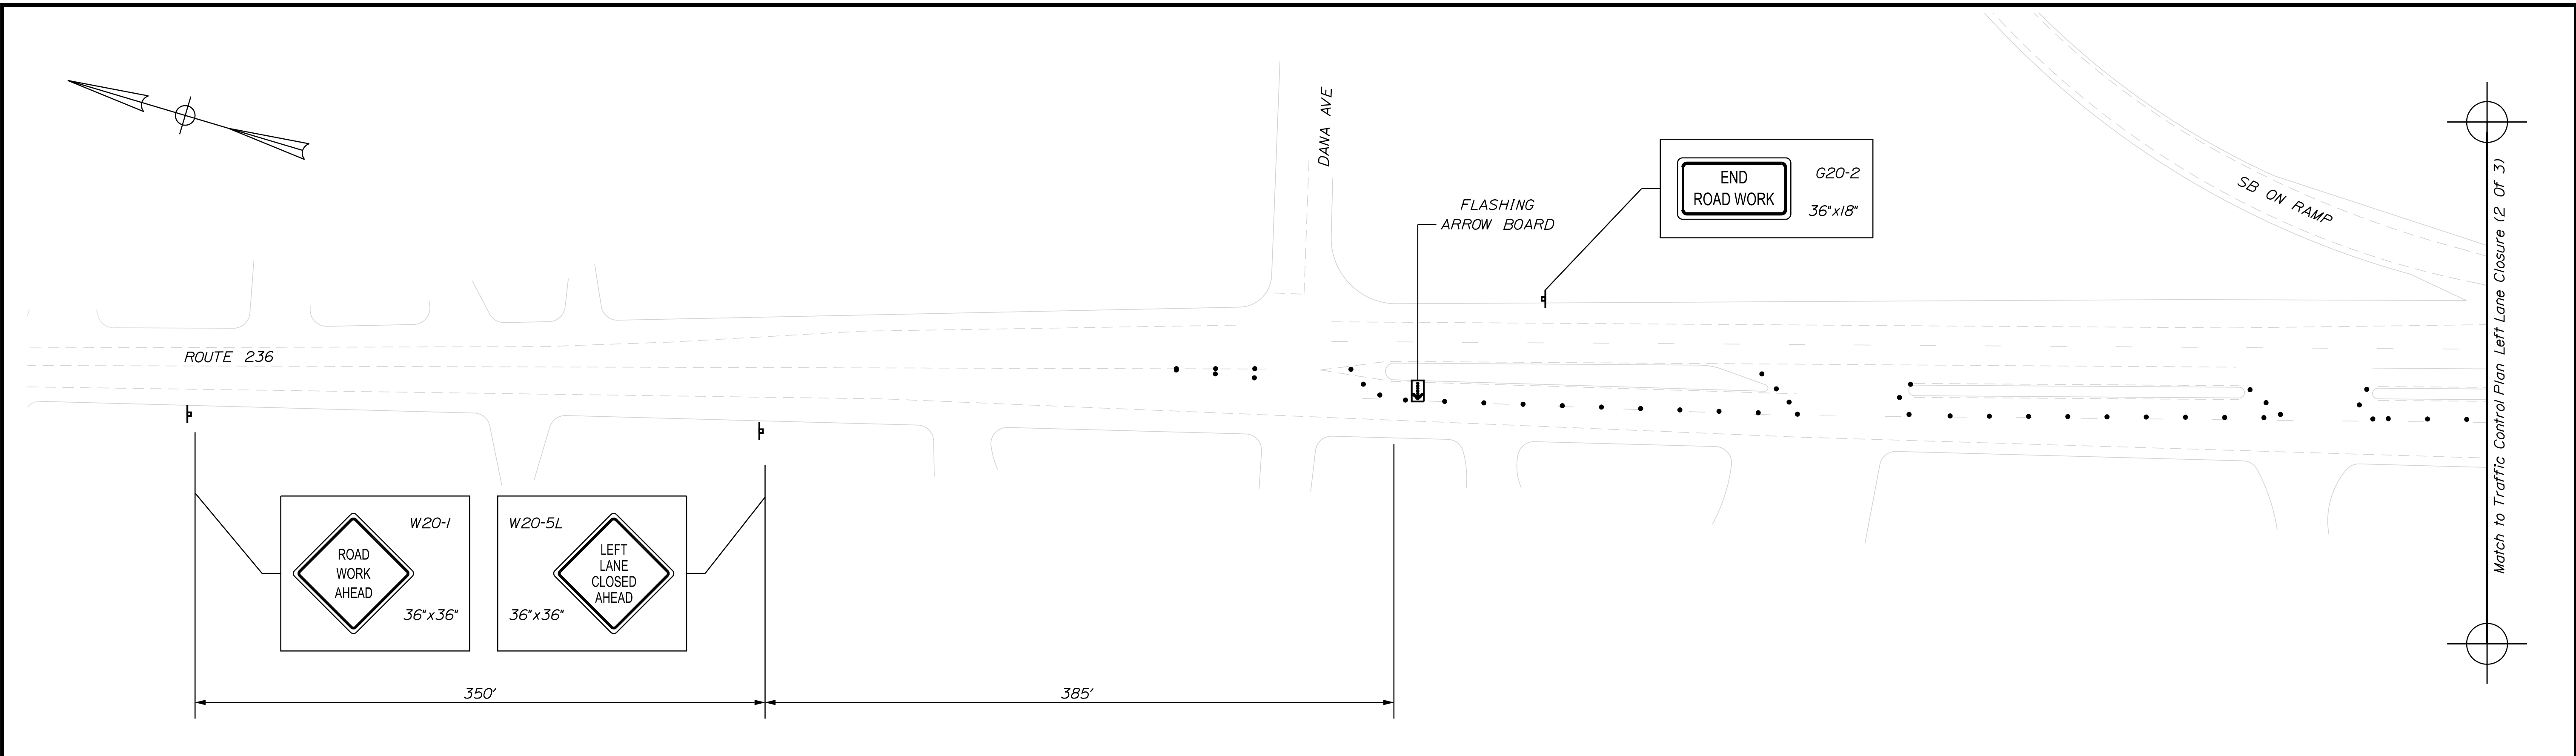 DANA AVE
FLASHING
ARROW BOARD
END
ROAD WORK
G20-2
36"x18"
SB ON RAMP
Match to Traffic Control Plan Left Lane Closure (2 Of 3)
ROUTE 236
ROAD
WORK
AHEAD
W20-1
36"x36"
W20-5L
36"x36"
LEFT
LANE
CLOSED
AHEAD
350'
385'